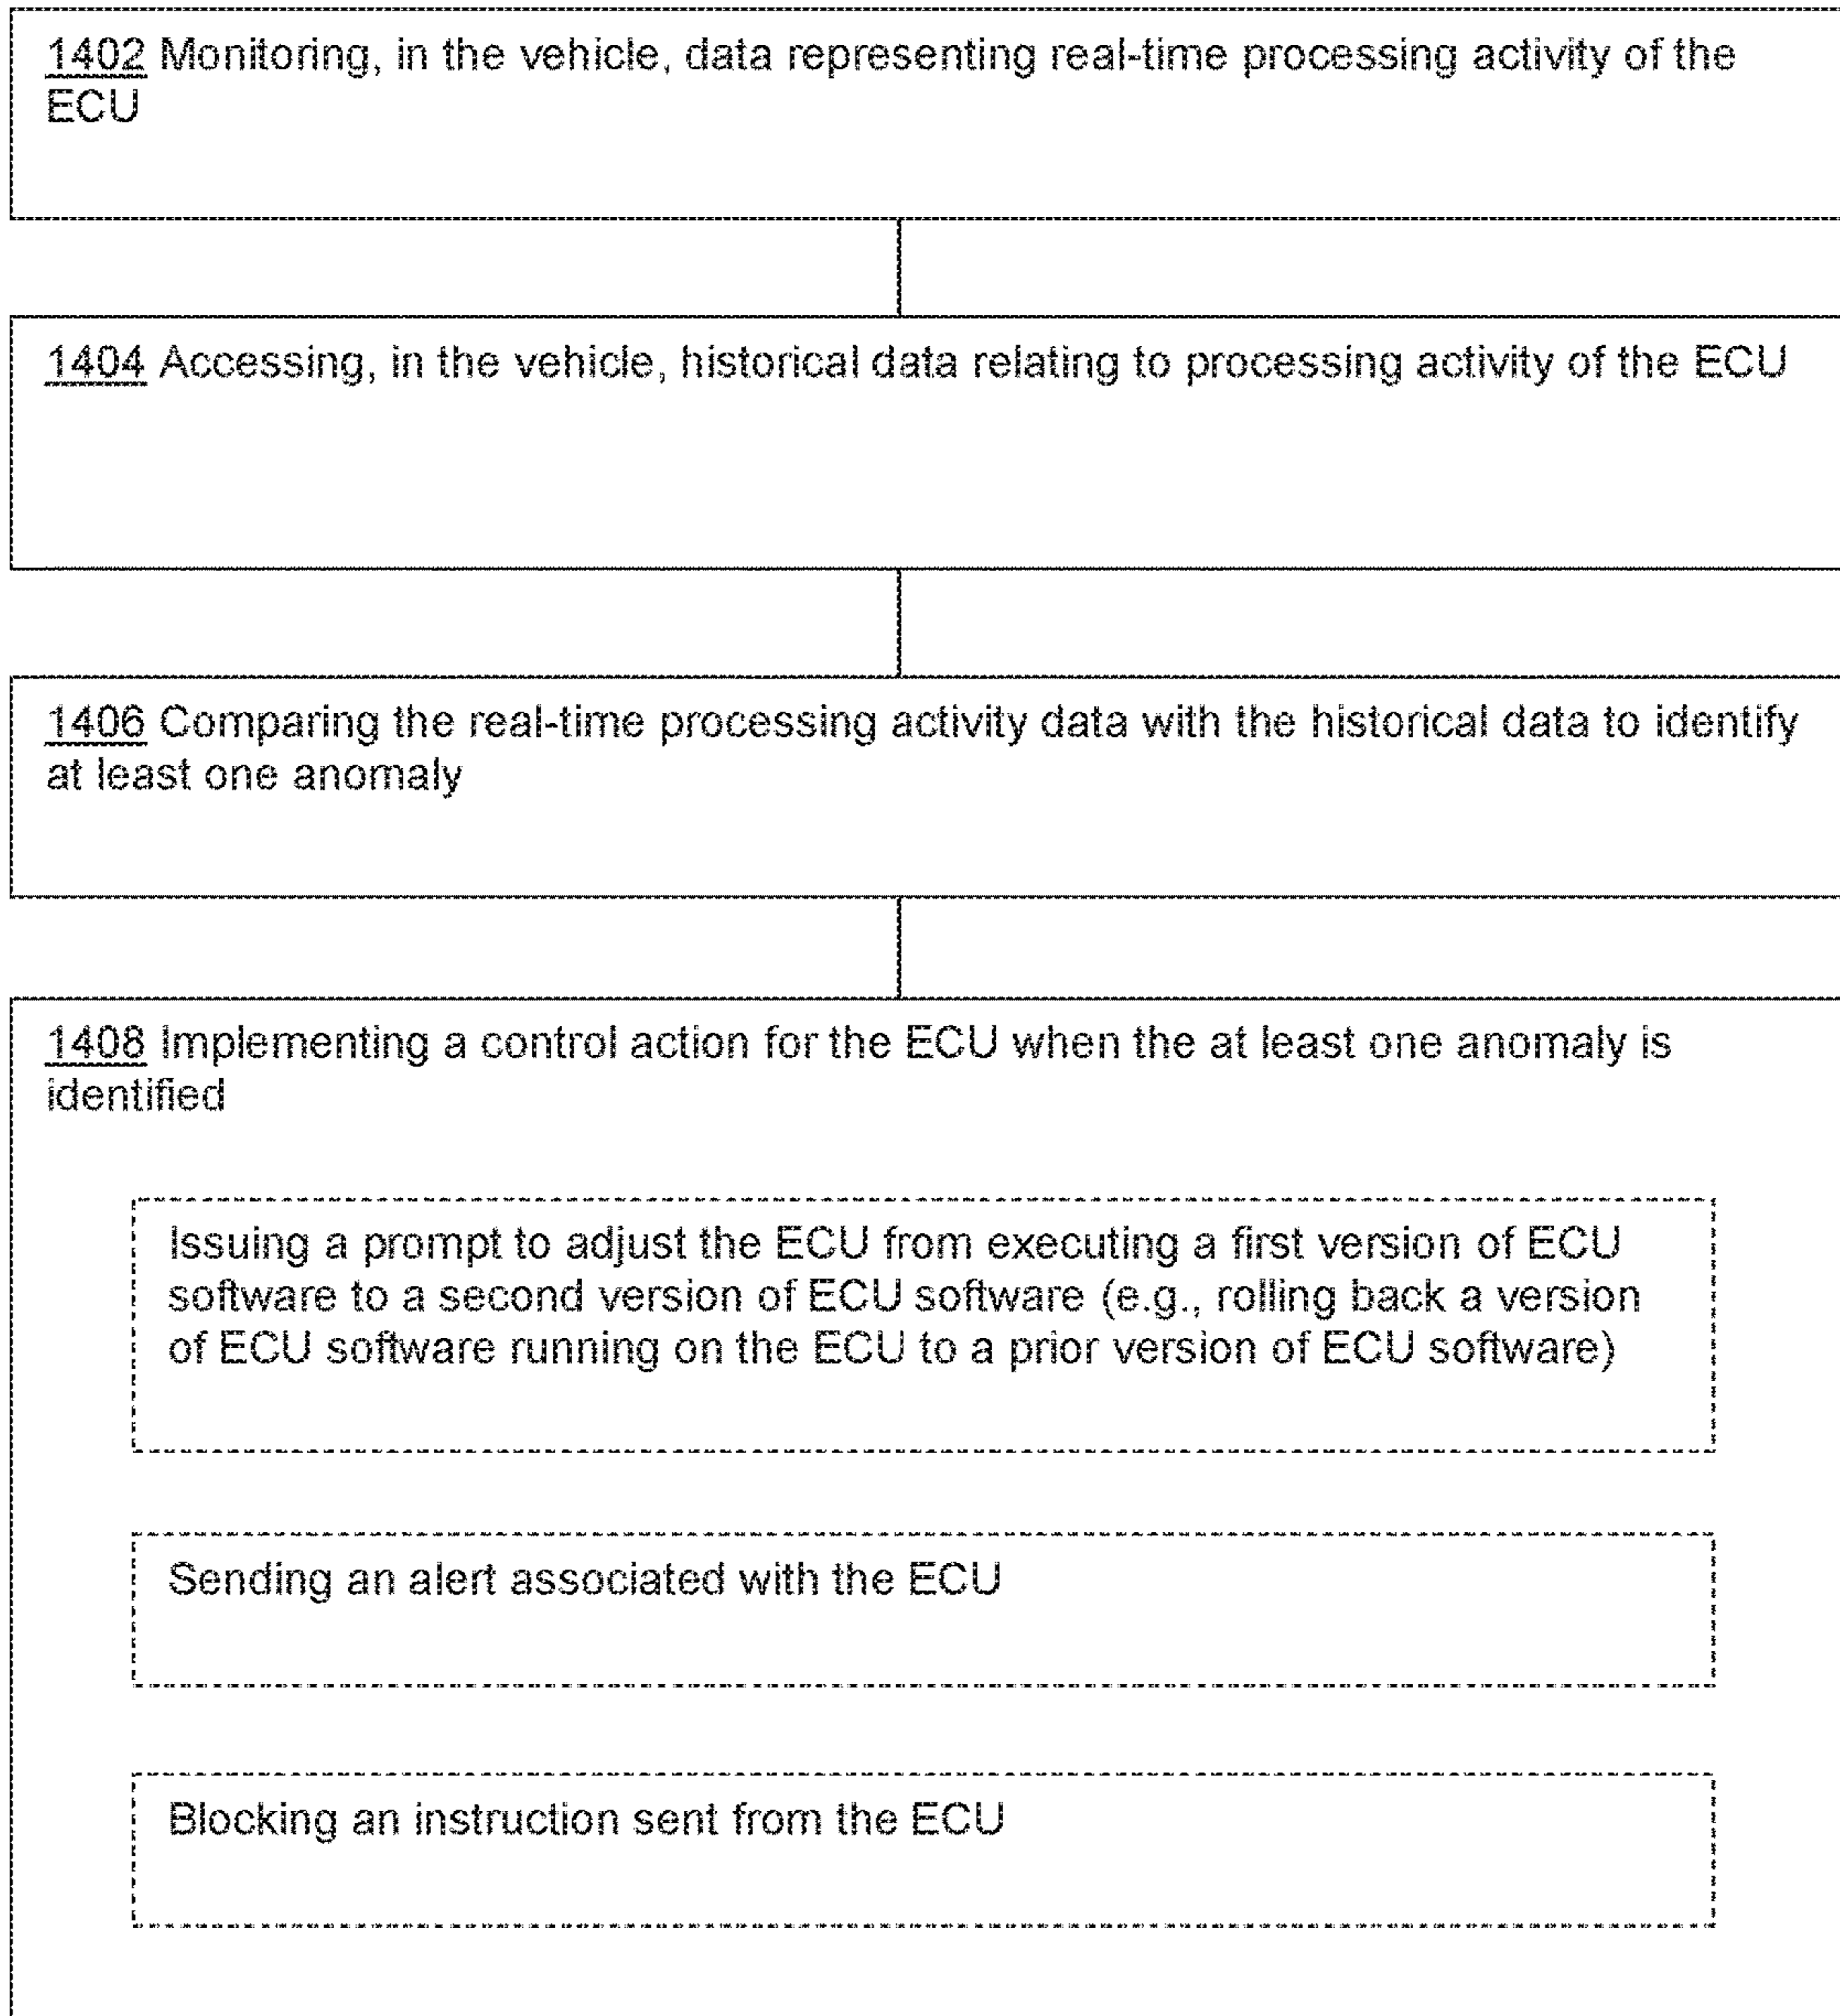 1402 Monitoring, in the vehicle, data representing real-time processing activity of the
ECU
1404 Accessing, in the vehicle, historical data relating to processing activity of the ECU
1406 Comparing the real-time processing activity data with the historical data to identify
at least one anomaly
1408 Implementing a control action for the ECU when the at least one anomaly is
identified
Issuing a prompt to adjust the ECU from executing a first version of ECU
software to a second version of ECU software (e.g., rolling back a version
of ECU software running on the ECU to a prior version of ECU software)
Sending an alert associated with the ECU
Blocking an instruction sent from the ECU